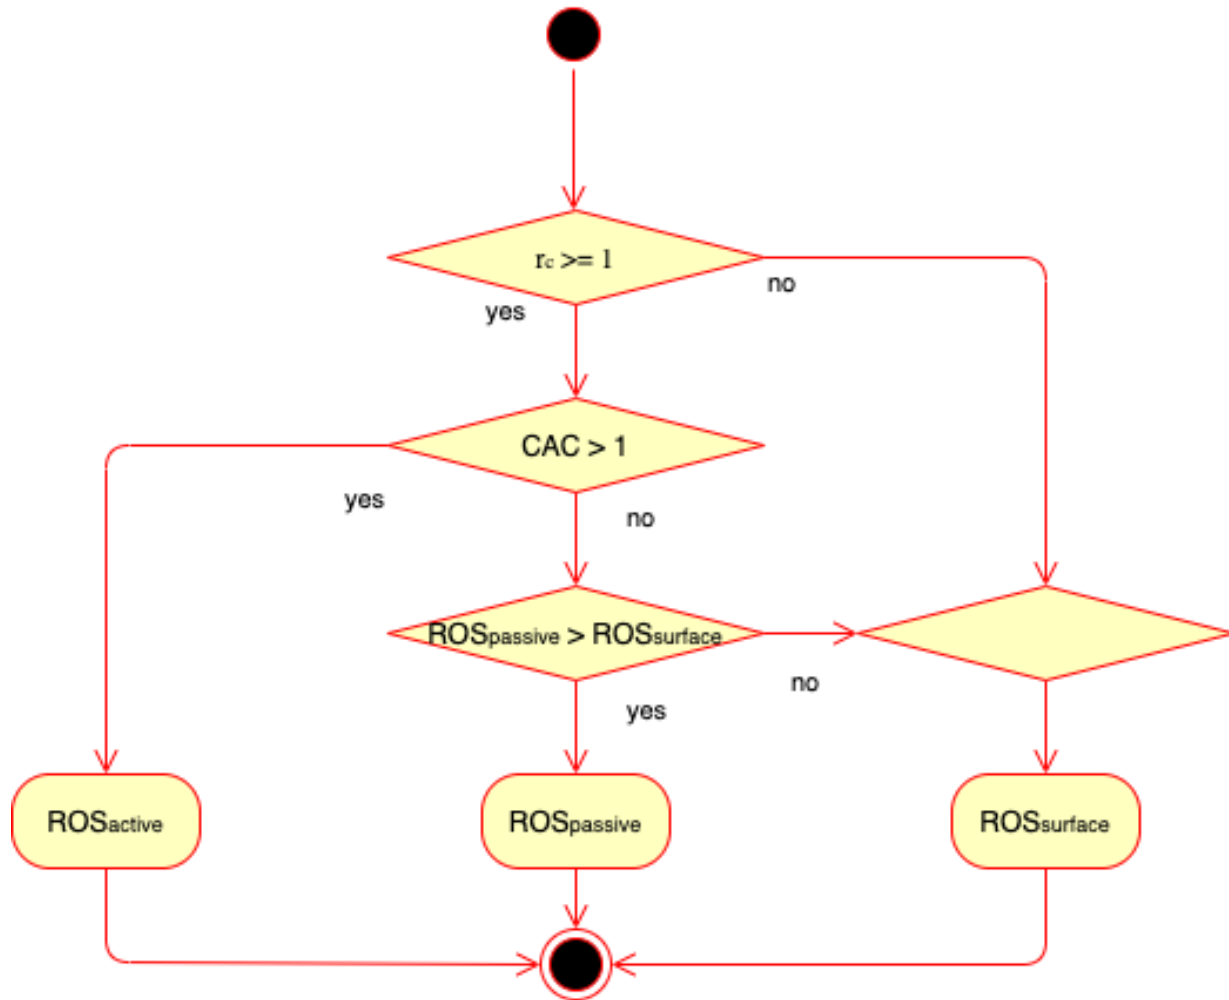 rc >= 1
no
yes
CAC > 1
yes
no
ROSpassive > ROSsurface
no
yes
ROSactive
ROSpassive
ROSsurface